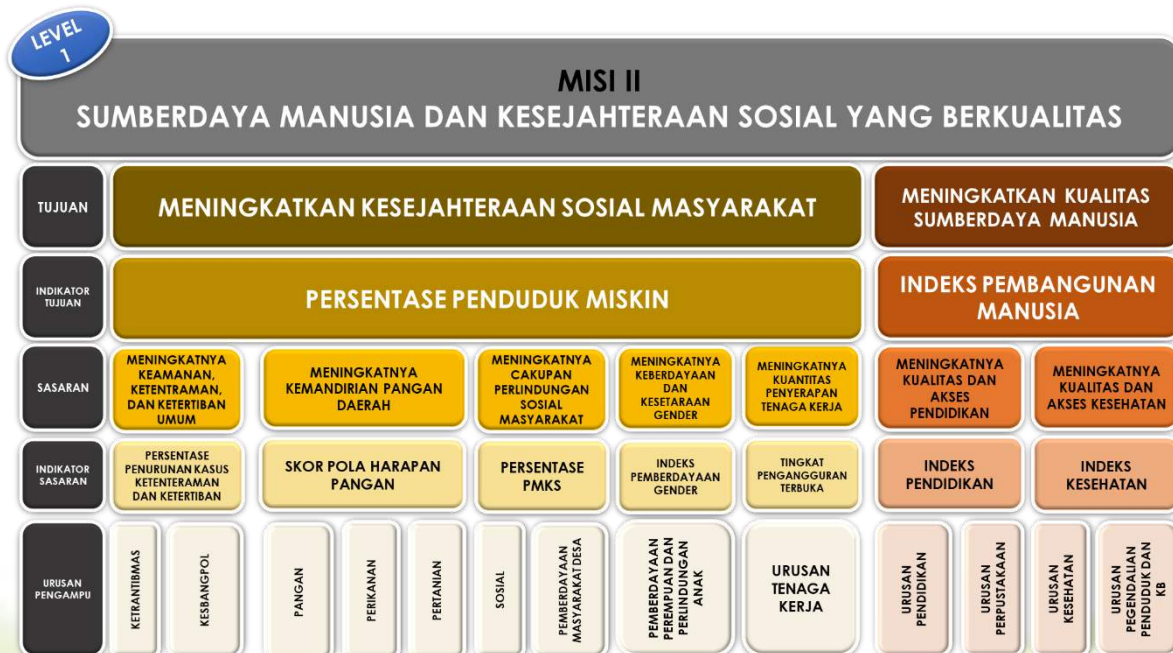 LEVEL
1
MISI II
SUMBERDAYA MANUSIA DAN KESEJAHTERAAN SOSIAL YANG BERKUALITAS
TUJUAN
MENINGKATKAN KESEJAHTERAAN SOSIAL MASYARAKAT
MENINGKATKAN KUALITAS
SUMBERDAYA MANUSIA
INDIKATOR
TUJUAN
PERSENTASE PENDUDUK MISKIN
INDEKS PEMBANGUNAN
MANUSIA
SASARAN
MENINGKATNYA
KEAMANAN,
KETENTRAMAN,
DAN KETERTIBAN
UMUM
MENINGKATNYA
KEMANDIRIAN PANGAN
DAERAH
MENINGKATNYA
CAKUPAN
PERLINDUNGAN
SOSIAL
MASYARAKAT
MENINGKATNYA
KEBERDAYAAN
DAN
KESETARAAN
GENDER
MENINGKATNYA
KUANTITAS
PENYERAPAN
TENAGA KERJA
MENINGKATNYA
KUALITAS DAN
AKSES
PENDIDIKAN
MENINGKATNYA
KUALITAS DAN
AKSES KESEHATAN
INDIKATOR
SASARAN
PERSENTASE
PENURUNAN KASUS
KETENTERAMAN
DAN KETERTIBAN
SKOR POLA HARAPAN
PANGAN
PERSENTASE
PMKS
INDEKS
PEMBERDAYAAN
GENDER
TINGKAT
PENGANGGURAN
TERBUKA
INDEKS
PENDIDIKAN
INDEKS
KESEHATAN
URUSAN
PENGAMPU
KETRANTIBMAS
KESBANGPOL
PANGAN
PERIKANAN
PERTANIAN
SOSIAL
PEMBERDAYAAN
MASYARAKAT DESA
PEMBERDAYAAN
PEREMPUAN DAN
PERLINDUNGAN
ANAK
URUSAN
TENAGA
KERJA
URUSAN
PENDIDIKAN
URUSAN
PERPUSTAKAAN
URUSAN
KESEHATAN
URUSAN
PEGENDALIAN
PENDUDUK DAN
KB